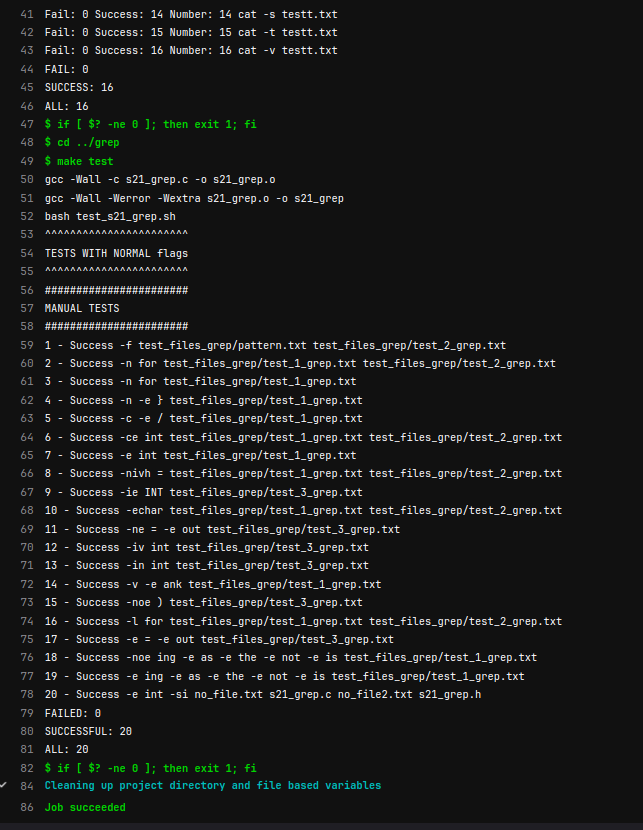 41 Fail: 0 Success: 14 Number: 14 cat -s testt.txt
42 Fail: 0 Success: 15 Number: 15 cat -t testt.txt
43 Fail: 0 Success: 16 Number: 16 cat -v testt.txt
44 FAIL: 0
45 SUCCESS: 16
46 ALL: 16
47 $ if [ $? -ne 0 ]; then exit 1; fi
48 $ cd ../grep
49 $ make test
50 gcc -Wall -c s21_grep.c -o s21_grep.o
51 gcc -Wall -Werror -Wextra s21_grep.o -o s21_grep
52 bash test_s21_grep.sh
53 ^^^^^^^^^^^^^^^^^^^^^^^
54 TESTS WITH NORMAL flags
55 ^^^^^^^^^^^^^^^^^^^^^^^
56 #######################
57 MANUAL TESTS
58 #######################
59 1 - Success -f test_files_grep/pattern.txt test_files_grep/test_2_grep.txt
60 2 - Success -n for test_files_grep/test_1_grep.txt test_files_grep/test_2_grep.txt
61 3 - Success -n for test_files_grep/test_1_grep.txt
62 4 - Success -n -e } test_files_grep/test_1_grep.txt
63 5 - Success -c -e / test_files_grep/test_1_grep.txt
64 6 - Success -ce int test_files_grep/test_1_grep.txt test_files_grep/test_2_grep.txt
65 7 - Success -e int test_files_grep/test_1_grep.txt
66 8 - Success -nivh = test_files_grep/test_1_grep.txt test_files_grep/test_2_grep.txt
67 9 - Success -ie INT test_files_grep/test_3_grep.txt
68 10 - Success -echar test_files_grep/test_1_grep.txt test_files_grep/test_2_grep.txt
69 11 - Success -ne = -e out test_files_grep/test_3_grep.txt
70 12 - Success -iv int test_files_grep/test_3_grep.txt
71 13 - Success -in int test_files_grep/test_3_grep.txt
72 14 - Success -v -e ank test_files_grep/test_1_grep.txt
73 15 - Success -noe ) test_files_grep/test_3_grep.txt
74 16 - Success -l for test_files_grep/test_1_grep.txt test_files_grep/test_2_grep.txt
75 17 - Success -e = -e out test_files_grep/test_3_grep.txt
76 18 - Success -noe ing -e as -e the -e not -e is test_files_grep/test_1_grep.txt
77 19 - Success -e ing -e as -e the -e not -e is test_files_grep/test_1_grep.txt
78 20 - Success -e int -si no_file.txt s21_grep.c no_file2.txt s21_grep.h
79 FAILED: 0
80 SUCCESSFUL: 20
81 ALL: 20
82 $ if [ $? -ne 0 ]; then exit 1; fi
84 Cleaning up project directory and file based variables
86 Job succeeded